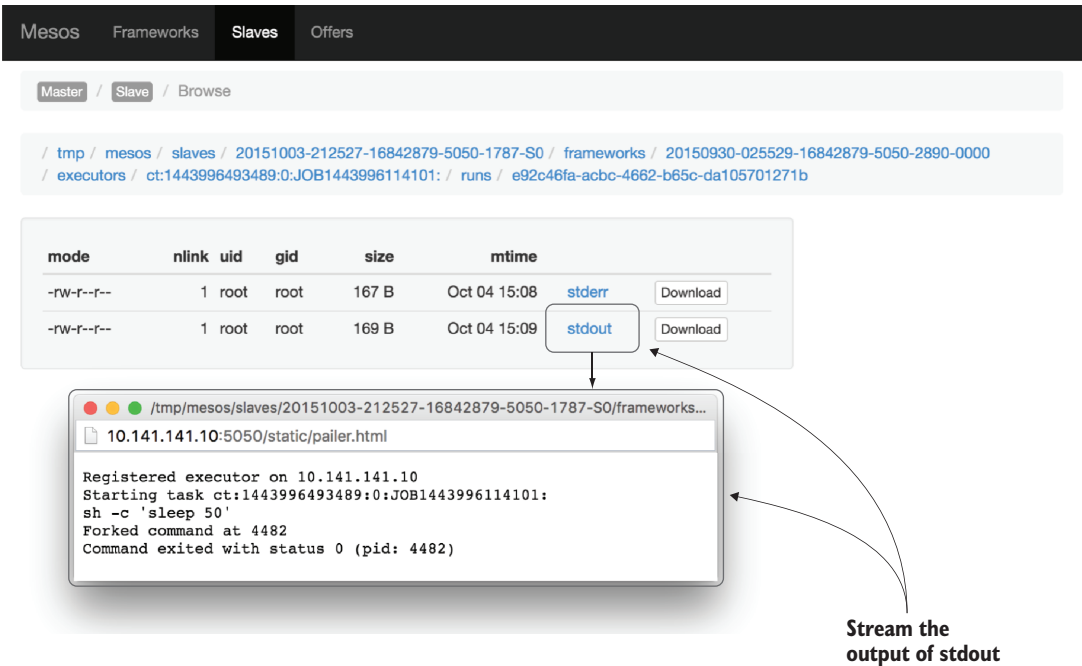 Mesos Frameworks Slaves Offers
Master / Slave / Browse
/ tmp / mesos / slaves / 20151003-212527-16842879-5050-1787-S0 / frameworks / 20150930-025529-16842879-5050-2890-0000
/ executors / ct:1443996493489:0:JOB1443996114101: / runs / e92c46fa-acbc-4662-b65c-da105701271b
mode nlink uid gid size mtime
-rw-r--r-- 1 root root 167 B Oct 04 15:08 stderr Download
-rw-r--r-- 1 root root 169 B Oct 04 15:09 stdout Download
/tmp/mesos/slaves/20151003-212527-16842879-5050-1787-S0/frameworks...
10.141.141.10:5050/static/pailer.html
Registered executor on 10.141.141.10
Starting task ct:1443996493489:0:JOB1443996114101:
sh -c 'sleep 50'
Forked command at 4482
Command exited with status 0 (pid: 4482)
Stream the
output of stdout